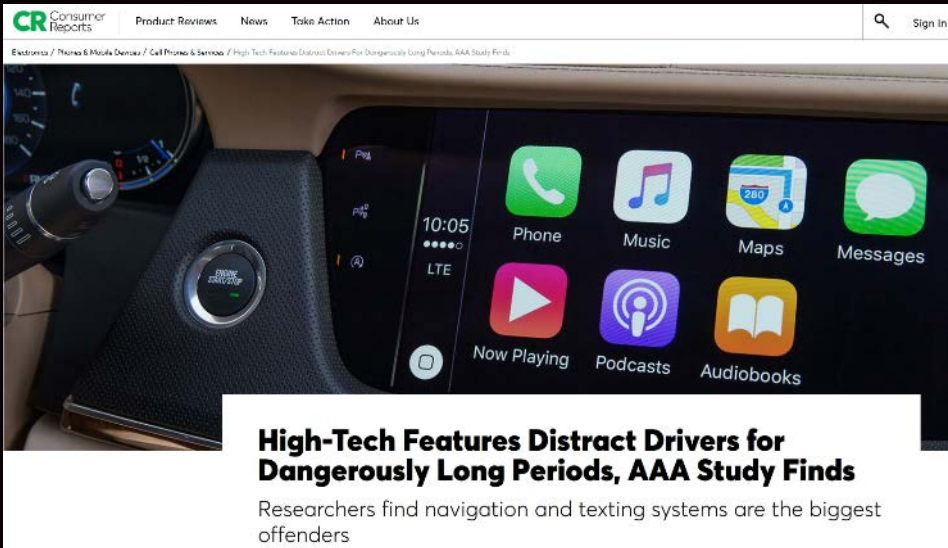 CR Consumer Reports
Product Reviews News Take Action About Us
Sign In
Electronics / Phones & Mobile Devices / Cell Phones & Services / High Tech Features Distract Drivers For Dangerously Long Periods, AAA Study Finds
140
ENGINE
START/STOP
10:05
LTE
Phone
Music
280
Maps
Messages
Now Playing
Podcasts
Audiobooks
High-Tech Features Distract Drivers for
Dangerously Long Periods, AAA Study Finds
Researchers find navigation and texting systems are the biggest
offenders